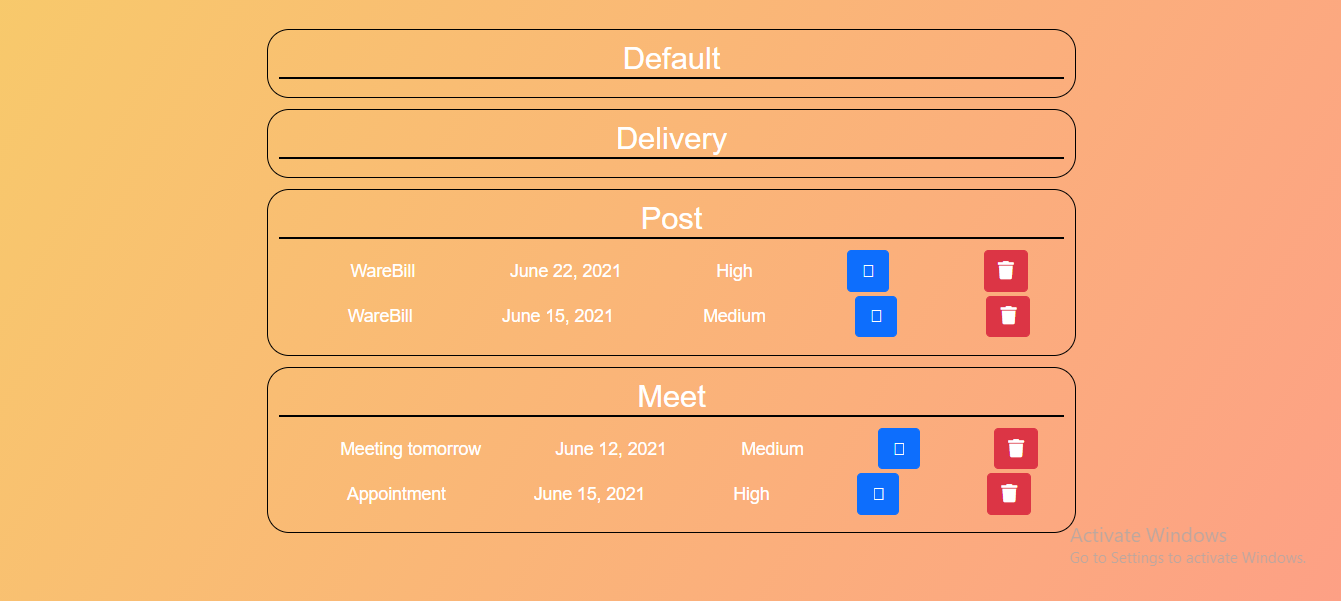 Default
Delivery
Post
WareBill June 22, 2021 High
WareBill June 15, 2021 Medium
Meet
Meeting tomorrow June 12, 2021 Medium
Appointment June 15, 2021 High
Activate Windows
Go to Settings to activate Windows.